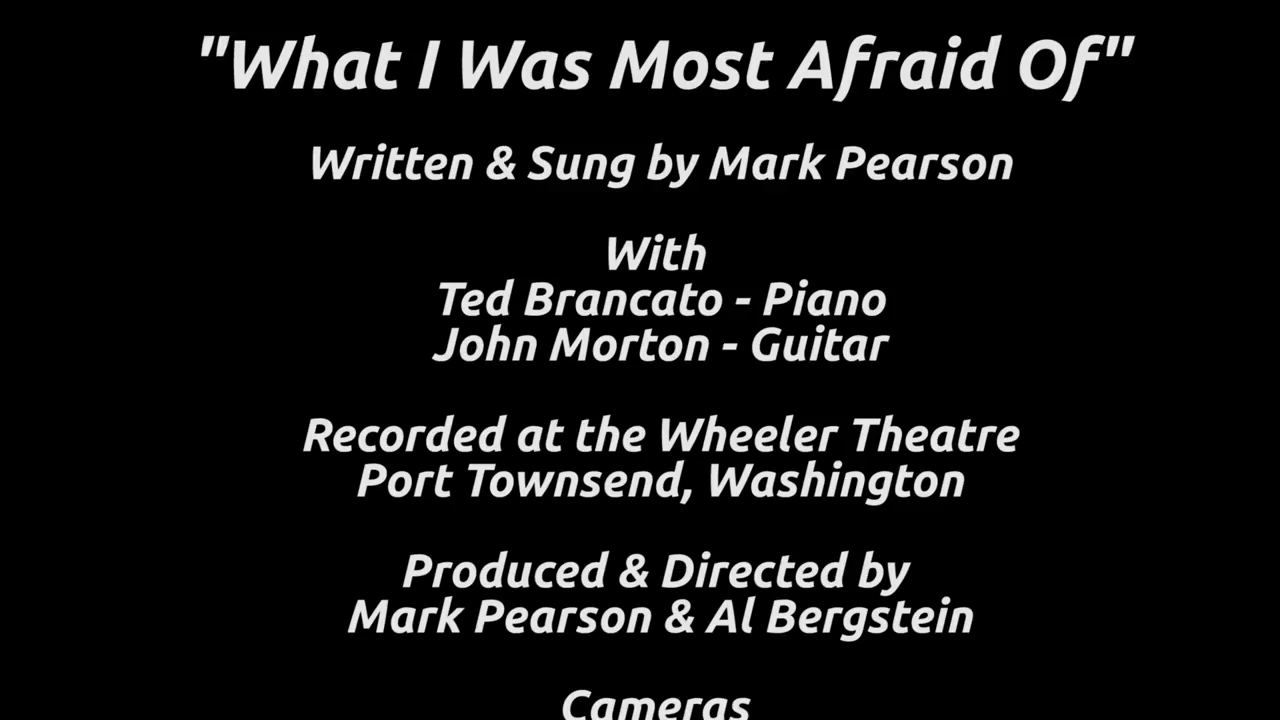 "What I Was Most Afraid Of"
Written & Sung by Mark Pearson
With
Ted Brancato - Piano
John Morton - Guitar
Recorded at the Wheeler Theatre
Port Townsend, Washington
Produced & Directed by
Mark Pearson & Al Bergstein
Cameras